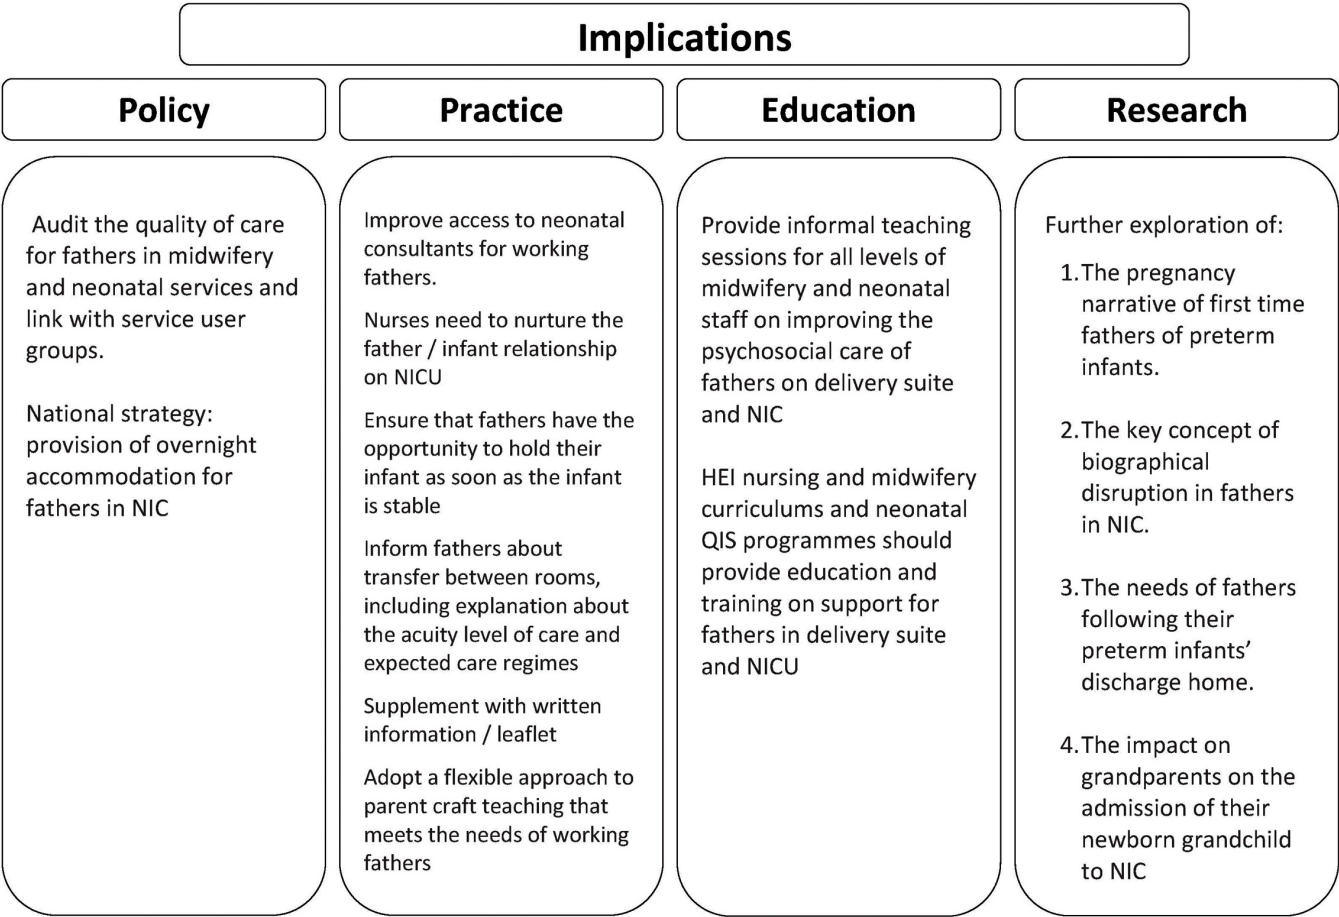 Implications
Policy
Practice
Education
Research
Audit the quality of care
for fathers in midwifery
and neonatal services and
link with service user
groups.
National strategy:
provision of overnight
accommodation for
fathers in NIC
Improve access to neonatal
consultants for working
fathers.
Nurses need to nurture the
father / infant relationship
on NICU
Ensure that fathers have the
opportunity to hold their
infant as soon as the infant
is stable
Inform fathers about
transfer between rooms,
including explanation about
the acuity level of care and
expected care regimes
Supplement with written
information / leaflet
Adopt a flexible approach to
parent craft teaching that
meets the needs of working
fathers
Provide informal teaching
sessions for all levels of
midwifery and neonatal
staff on improving the
psychosocial care of
fathers on delivery suite
and NIC
HEI nursing and midwifery
curriculums and neonatal
QIS programmes should
provide education and
training on support for
fathers in delivery suite
and NICU
Further exploration of:
1.The pregnancy
narrative of first time
fathers of preterm
infants.
2.The key concept of
biographical
disruption in fathers
in NIC.
3.The needs of fathers
following their
preterm infants’
discharge home.
4.The impact on
grandparents on the
admission of their
newborn grandchild
to NIC